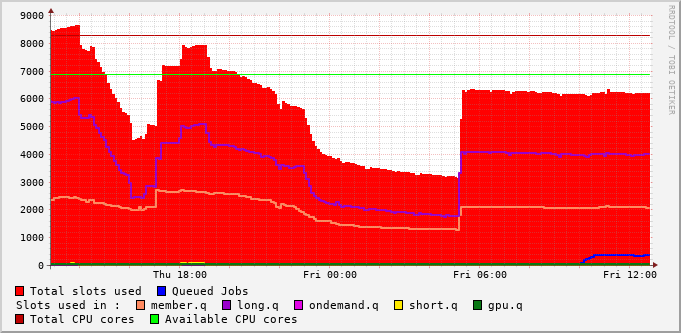 RRDTOOL / TOBI OETIKER
9000
8000
7000
6000
5000
4000
3000
2000
1000
0
Thu 18:00 Fri 00:00 Fri 06:00 Fri 12:00
Total slots used Queued Jobs
Slots used in : member.q long.q ondemand.q short.q gpu.q
Total CPU cores Available CPU cores